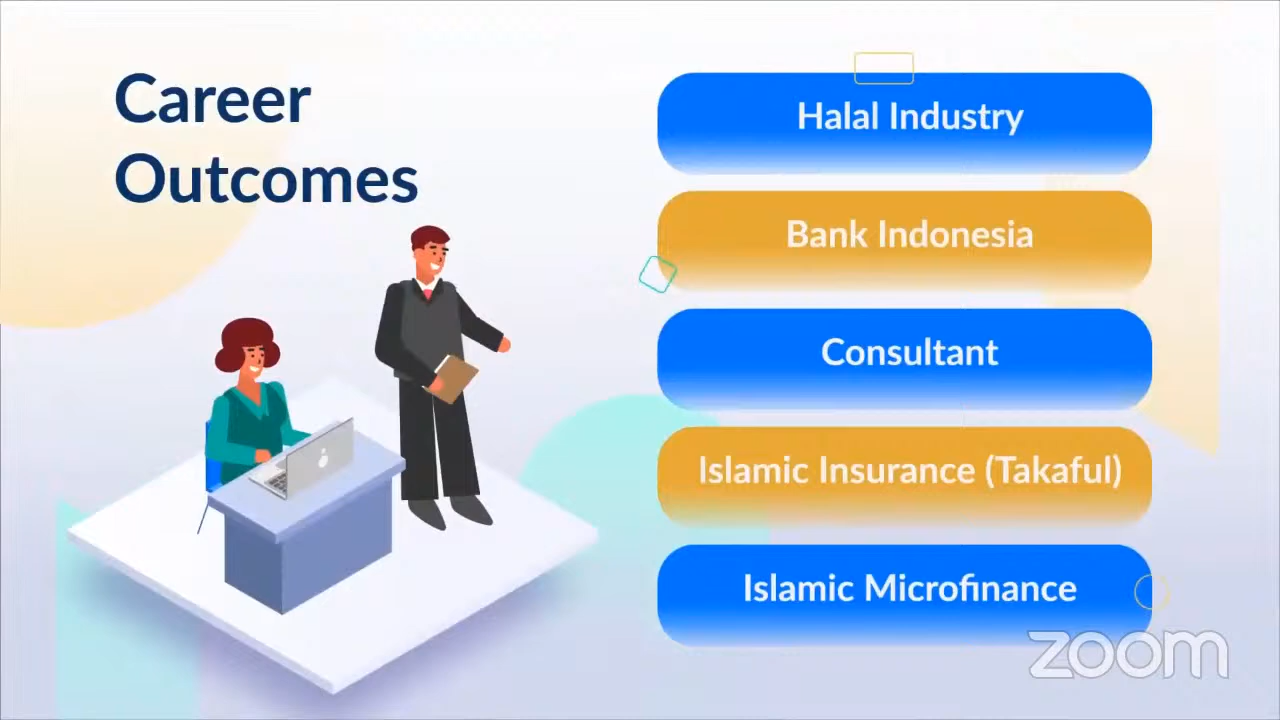 Career
Outcomes
Halal Industry
Bank Indonesia
Consultant
Islamic Insurance (Takaful)
Islamic Microfinance
zoom